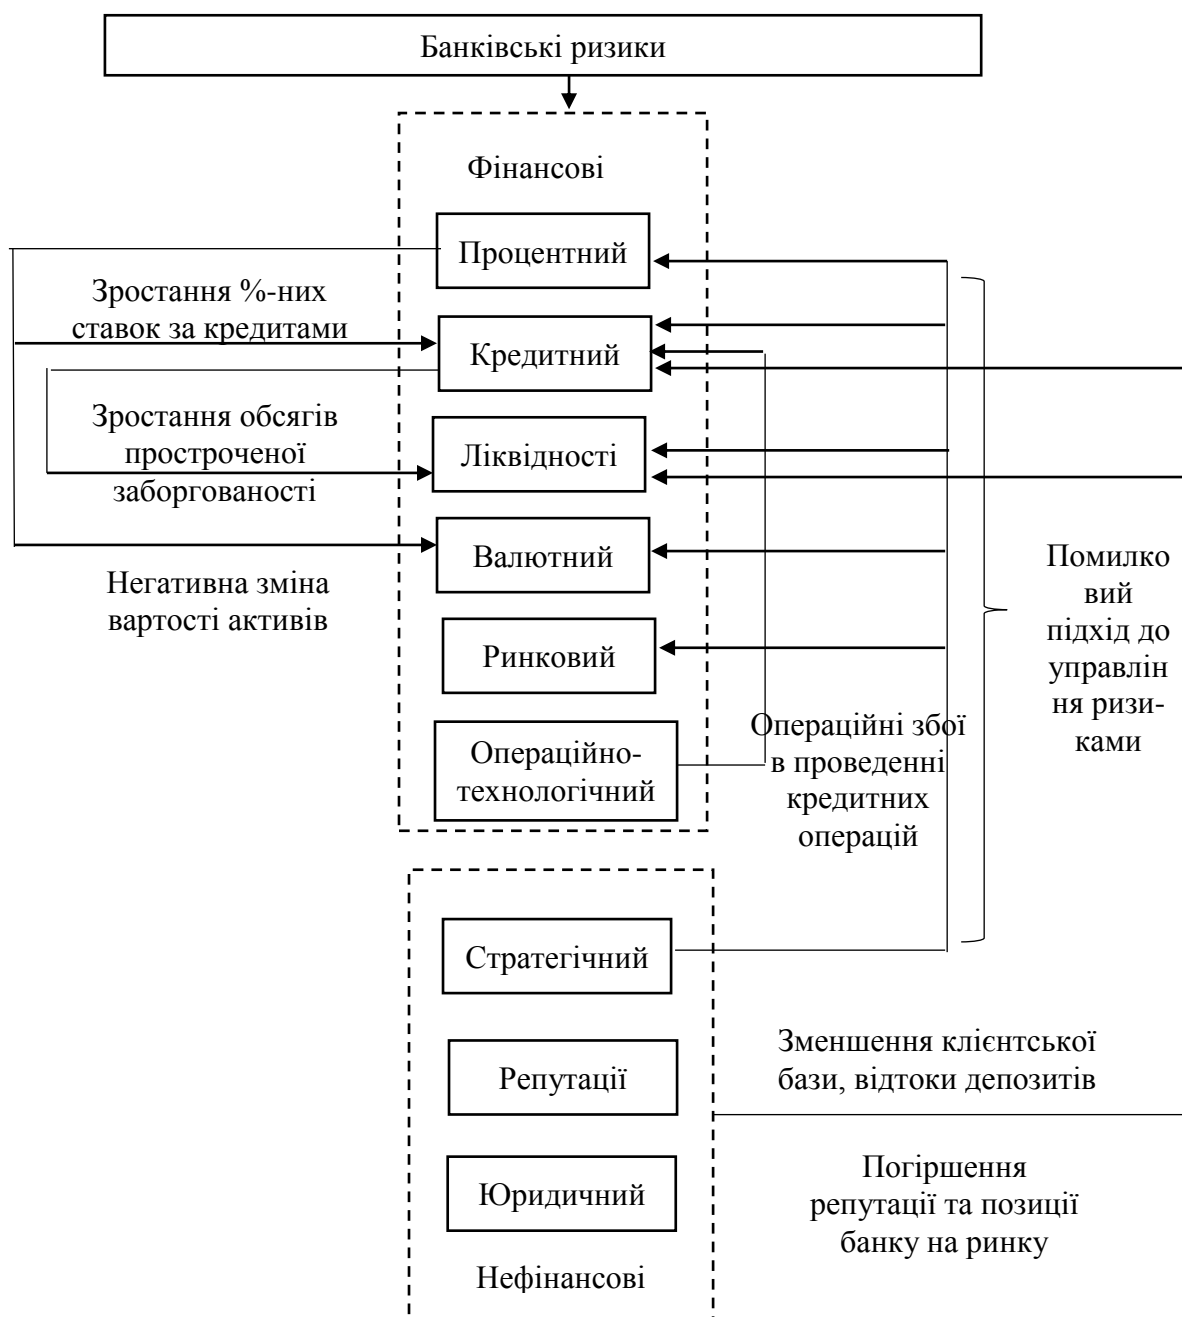 Банківські ризики
Фінансові
Процентний
Зростання %-них
ставок за кредитами
Кредитний
Зростання обсягів
простроченої
заборгованості
Ліквідності
Валютний
Негативна зміна
вартості активів
Помилко
вий
підхід до
управлін
ня ризи-
ками
Ринковий
Операційно-
технологічний
Операційні збої
в проведенні
кредитних
операцій
Стратегічний
Репутації
Зменшення клієнтської
бази, відтоки депозитів
Юридичний
Погіршення
репутації та позиції
банку на ринку
Нефінансові